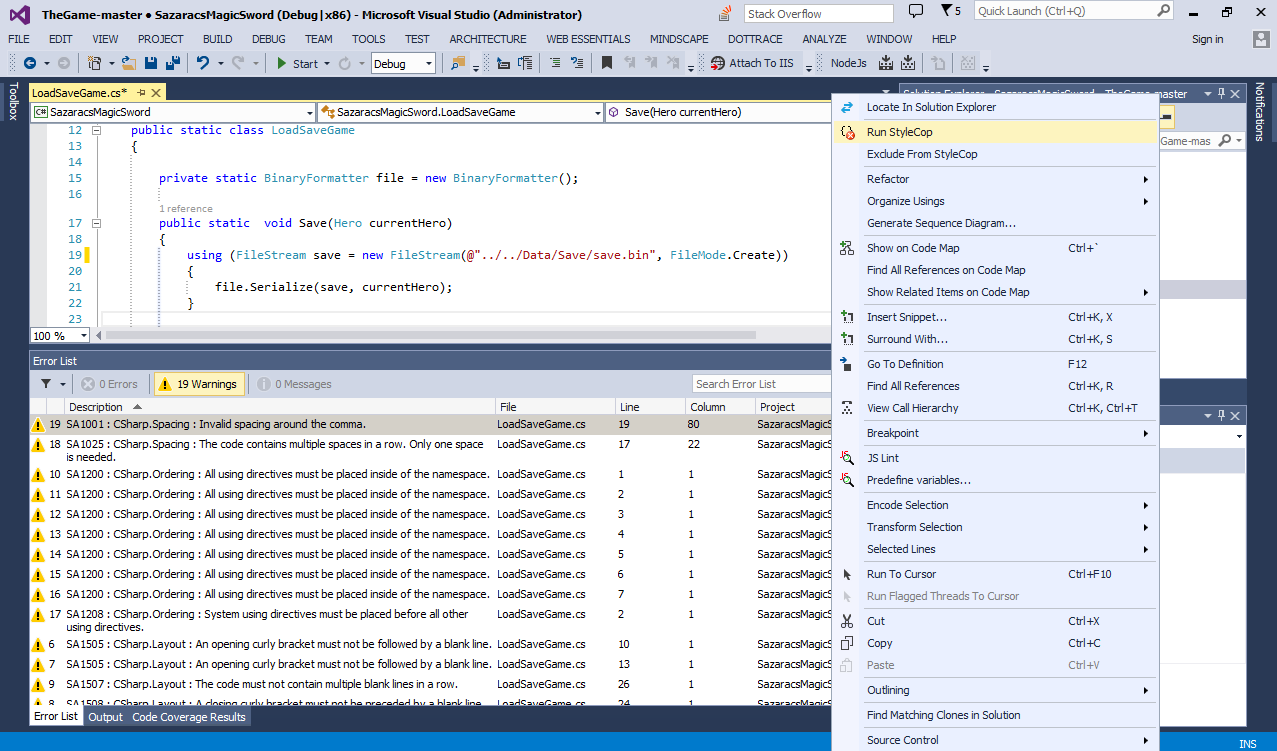 TheGame-master • SazaracsMagicSword (Debug|x86) - Microsoft Visual Studio (Administrator)
Stack Overflow
5
Quick Launch (Ctrl+Q)
FILE EDIT VIEW PROJECT BUILD DEBUG TEAM TOOLS TEST ARCHITECTURE WEB ESSENTIALS MINDSCAPE DOTTRACE ANALYZE WINDOW HELP Sign in
Start Debug Attach To IIS NodeJs
Toolbox
LoadSaveGame.cs*
Notifications
C# SazaracsMagicSword SazaracsMagicSword.LoadSaveGame Save(Hero currentHero)
12 public static class LoadSaveGame
13 {
14
15 private static BinaryFormatter file = new BinaryFormatter();
16
1 reference
17 public static  void Save(Hero currentHero)
18 {
19 using (FileStream save = new FileStream(@"../../Data/Save/save.bin", FileMode.Create))
20 {
21 file.Serialize(save, currentHero);
22 }
23
100 %
Error List
0 Errors 19 Warnings 0 Messages Search Error List
Description File Line Column Project
19 SA1001 : CSharp.Spacing : Invalid spacing around the comma. LoadSaveGame.cs 19 80 SazaracsMagicS
18 SA1025 : CSharp.Spacing : The code contains multiple spaces in a row. Only one space LoadSaveGame.cs 17 22 SazaracsMagicS
is needed.
10 SA1200 : CSharp.Ordering : All using directives must be placed inside of the namespace. LoadSaveGame.cs 1 1 SazaracsMagicS
11 SA1200 : CSharp.Ordering : All using directives must be placed inside of the namespace. LoadSaveGame.cs 2 1 SazaracsMagicS
12 SA1200 : CSharp.Ordering : All using directives must be placed inside of the namespace. LoadSaveGame.cs 3 1 SazaracsMagicS
13 SA1200 : CSharp.Ordering : All using directives must be placed inside of the namespace. LoadSaveGame.cs 4 1 SazaracsMagicS
14 SA1200 : CSharp.Ordering : All using directives must be placed inside of the namespace. LoadSaveGame.cs 5 1 SazaracsMagicS
15 SA1200 : CSharp.Ordering : All using directives must be placed inside of the namespace. LoadSaveGame.cs 6 1 SazaracsMagicS
16 SA1200 : CSharp.Ordering : All using directives must be placed inside of the namespace. LoadSaveGame.cs 7 1 SazaracsMagicS
17 SA1208 : CSharp.Ordering : System using directives must be placed before all other LoadSaveGame.cs 2 1 SazaracsMagicS
using directives.
6 SA1505 : CSharp.Layout : An opening curly bracket must not be followed by a blank line. LoadSaveGame.cs 10 1 SazaracsMagicS
7 SA1505 : CSharp.Layout : An opening curly bracket must not be followed by a blank line. LoadSaveGame.cs 13 1 SazaracsMagicS
9 SA1507 : CSharp.Layout : The code must not contain multiple blank lines in a row. LoadSaveGame.cs 26 1 SazaracsMagicS
8 SA1508 : CSharp.Layout : A closing curly bracket must not be preceded by a blank line. LoadSaveGame.cs 24 1 SazaracsMagicS
Error List Output Code Coverage Results
Game-mas
Locate In Solution Explorer
Run StyleCop
Exclude From StyleCop
Refactor
Organize Usings
Generate Sequence Diagram...
Show on Code Map Ctrl+`
Find All References on Code Map
Show Related Items on Code Map
Insert Snippet... Ctrl+K, X
Surround With... Ctrl+K, S
Go To Definition F12
Find All References Ctrl+K, R
View Call Hierarchy Ctrl+K, Ctrl+T
Breakpoint
JS Lint
Predefine variables...
Encode Selection
Transform Selection
Selected Lines
Run To Cursor Ctrl+F10
Run Flagged Threads To Cursor
Cut Ctrl+X
Copy Ctrl+C
Paste Ctrl+V
Outlining
Find Matching Clones in Solution
Source Control
INS